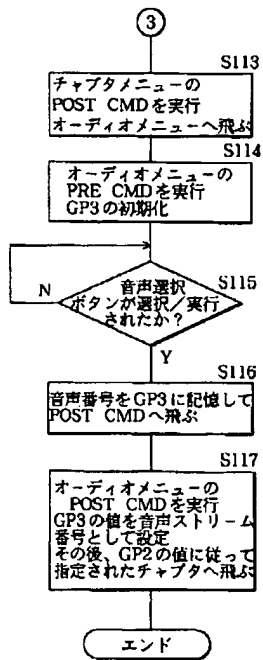 3
S113
チャプタメニューの
POST CMDを実行
オーディオメニューへ飛ぶ
S114
オーディオメニューの
PRE CMDを実行
GP3の初期化
S115
音声選択
ボタンが選択/実行
されたか?
N
Y
S116
音声番号をGP3に記憶して
POST CMDへ飛ぶ
S117
オーディオメニューの
POST CMDを実行
GP3の値を音声ストリーム
番号として設定
その後、GP2の値に従って
指定されたチャプタへ飛ぶ
エンド